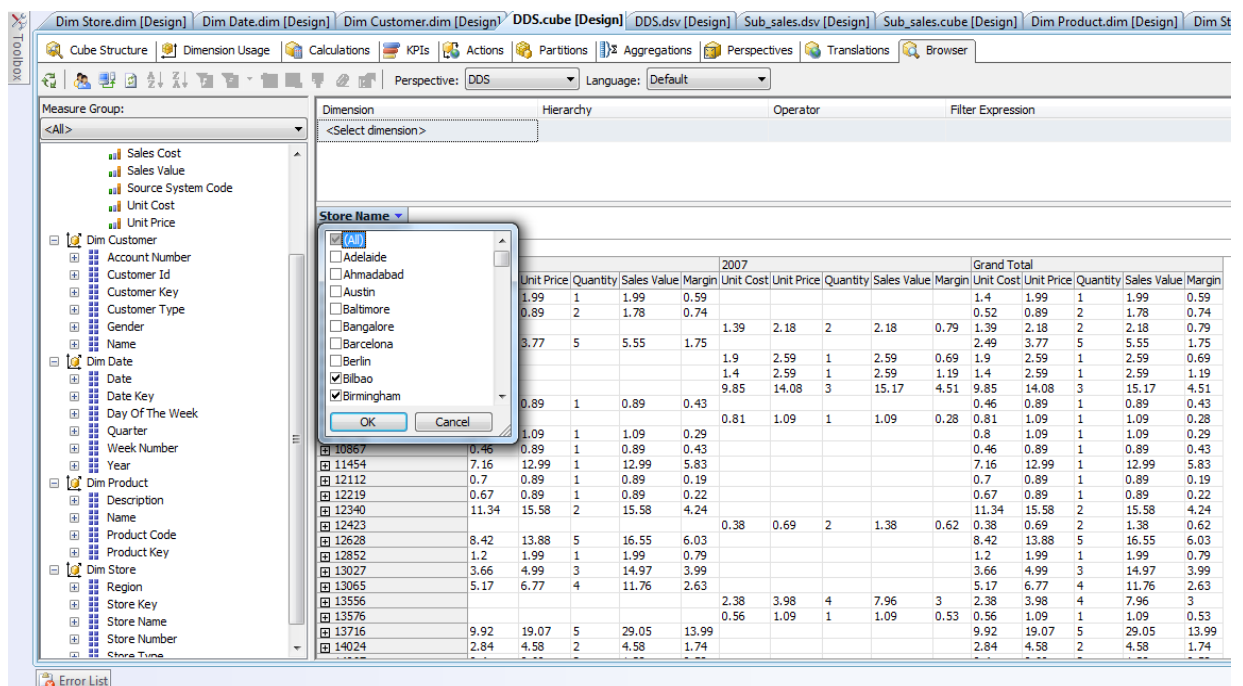 Dim Store.dim [Design] Dim Date.dim [Design] Dim Customer.dim [Design] DDS.cube [Design] DDS.dsv [Design] Sub_sales.dsv [Design] Sub_sales.cube [Design] Dim Product.dim [Design] Dim St
Toolbox
Cube Structure Dimension Usage Calculations KPIs Actions Partitions Aggregations Perspectives Translations Browser
Perspective: DDS Language: Default
Measure Group:
<All>
Sales Cost
Sales Value
Source System Code
Unit Cost
Unit Price
Dim Customer
Account Number
Customer Id
Customer Key
Customer Type
Gender
Name
Dim Date
Date
Date Key
Day Of The Week
Quarter
Week Number
Year
Dim Product
Description
Name
Product Code
Product Key
Dim Store
Region
Store Key
Store Name
Store Number
Store Type
Dimension Hierarchy Operator Filter Expression
<Select dimension>
Store Name
(All)
Adelaide
Ahmadabad
Austin
Baltimore
Bangalore
Barcelona
Berlin
Bilbao
Birmingham
OK Cancel
2007 Grand Total
Unit Price Quantity Sales Value Margin Unit Cost Unit Price Quantity Sales Value Margin Unit Cost Unit Price Quantity Sales Value Margin
1.99 1 1.99 0.59 1.4 1.99 1 1.99 0.59
0.89 2 1.78 0.74 0.52 0.89 2 1.78 0.74
1.39 2.18 2 2.18 0.79 1.39 2.18 2 2.18 0.79
3.77 5 5.55 1.75 2.49 3.77 5 5.55 1.75
1.9 2.59 1 2.59 0.69 1.9 2.59 1 2.59 0.69
1.4 2.59 1 2.59 1.19 1.4 2.59 1 2.59 1.19
9.85 14.08 3 15.17 4.51 9.85 14.08 3 15.17 4.51
0.89 1 0.89 0.43 0.46 0.89 1 0.89 0.43
0.81 1.09 1 1.09 0.28 0.81 1.09 1 1.09 0.28
1.09 1 1.09 0.29 0.8 1.09 1 1.09 0.29
10867 0.46 0.89 1 0.89 0.43 0.46 0.89 1 0.89 0.43
11454 7.16 12.99 1 12.99 5.83 7.16 12.99 1 12.99 5.83
12112 0.7 0.89 1 0.89 0.19 0.7 0.89 1 0.89 0.19
12219 0.67 0.89 1 0.89 0.22 0.67 0.89 1 0.89 0.22
12340 11.34 15.58 2 15.58 4.24 11.34 15.58 2 15.58 4.24
12423 0.38 0.69 2 1.38 0.62 0.38 0.69 2 1.38 0.62
12628 8.42 13.88 5 16.55 6.03 8.42 13.88 5 16.55 6.03
12852 1.2 1.99 1 1.99 0.79 1.2 1.99 1 1.99 0.79
13027 3.66 4.99 3 14.97 3.99 3.66 4.99 3 14.97 3.99
13065 5.17 6.77 4 11.76 2.63 5.17 6.77 4 11.76 2.63
13556 2.38 3.98 4 7.96 3 2.38 3.98 4 7.96 3
13576 0.56 1.09 1 1.09 0.53 0.56 1.09 1 1.09 0.53
13716 9.92 19.07 5 29.05 13.99 9.92 19.07 5 29.05 13.99
14024 2.84 4.58 2 4.58 1.74 2.84 4.58 2 4.58 1.74
Error List